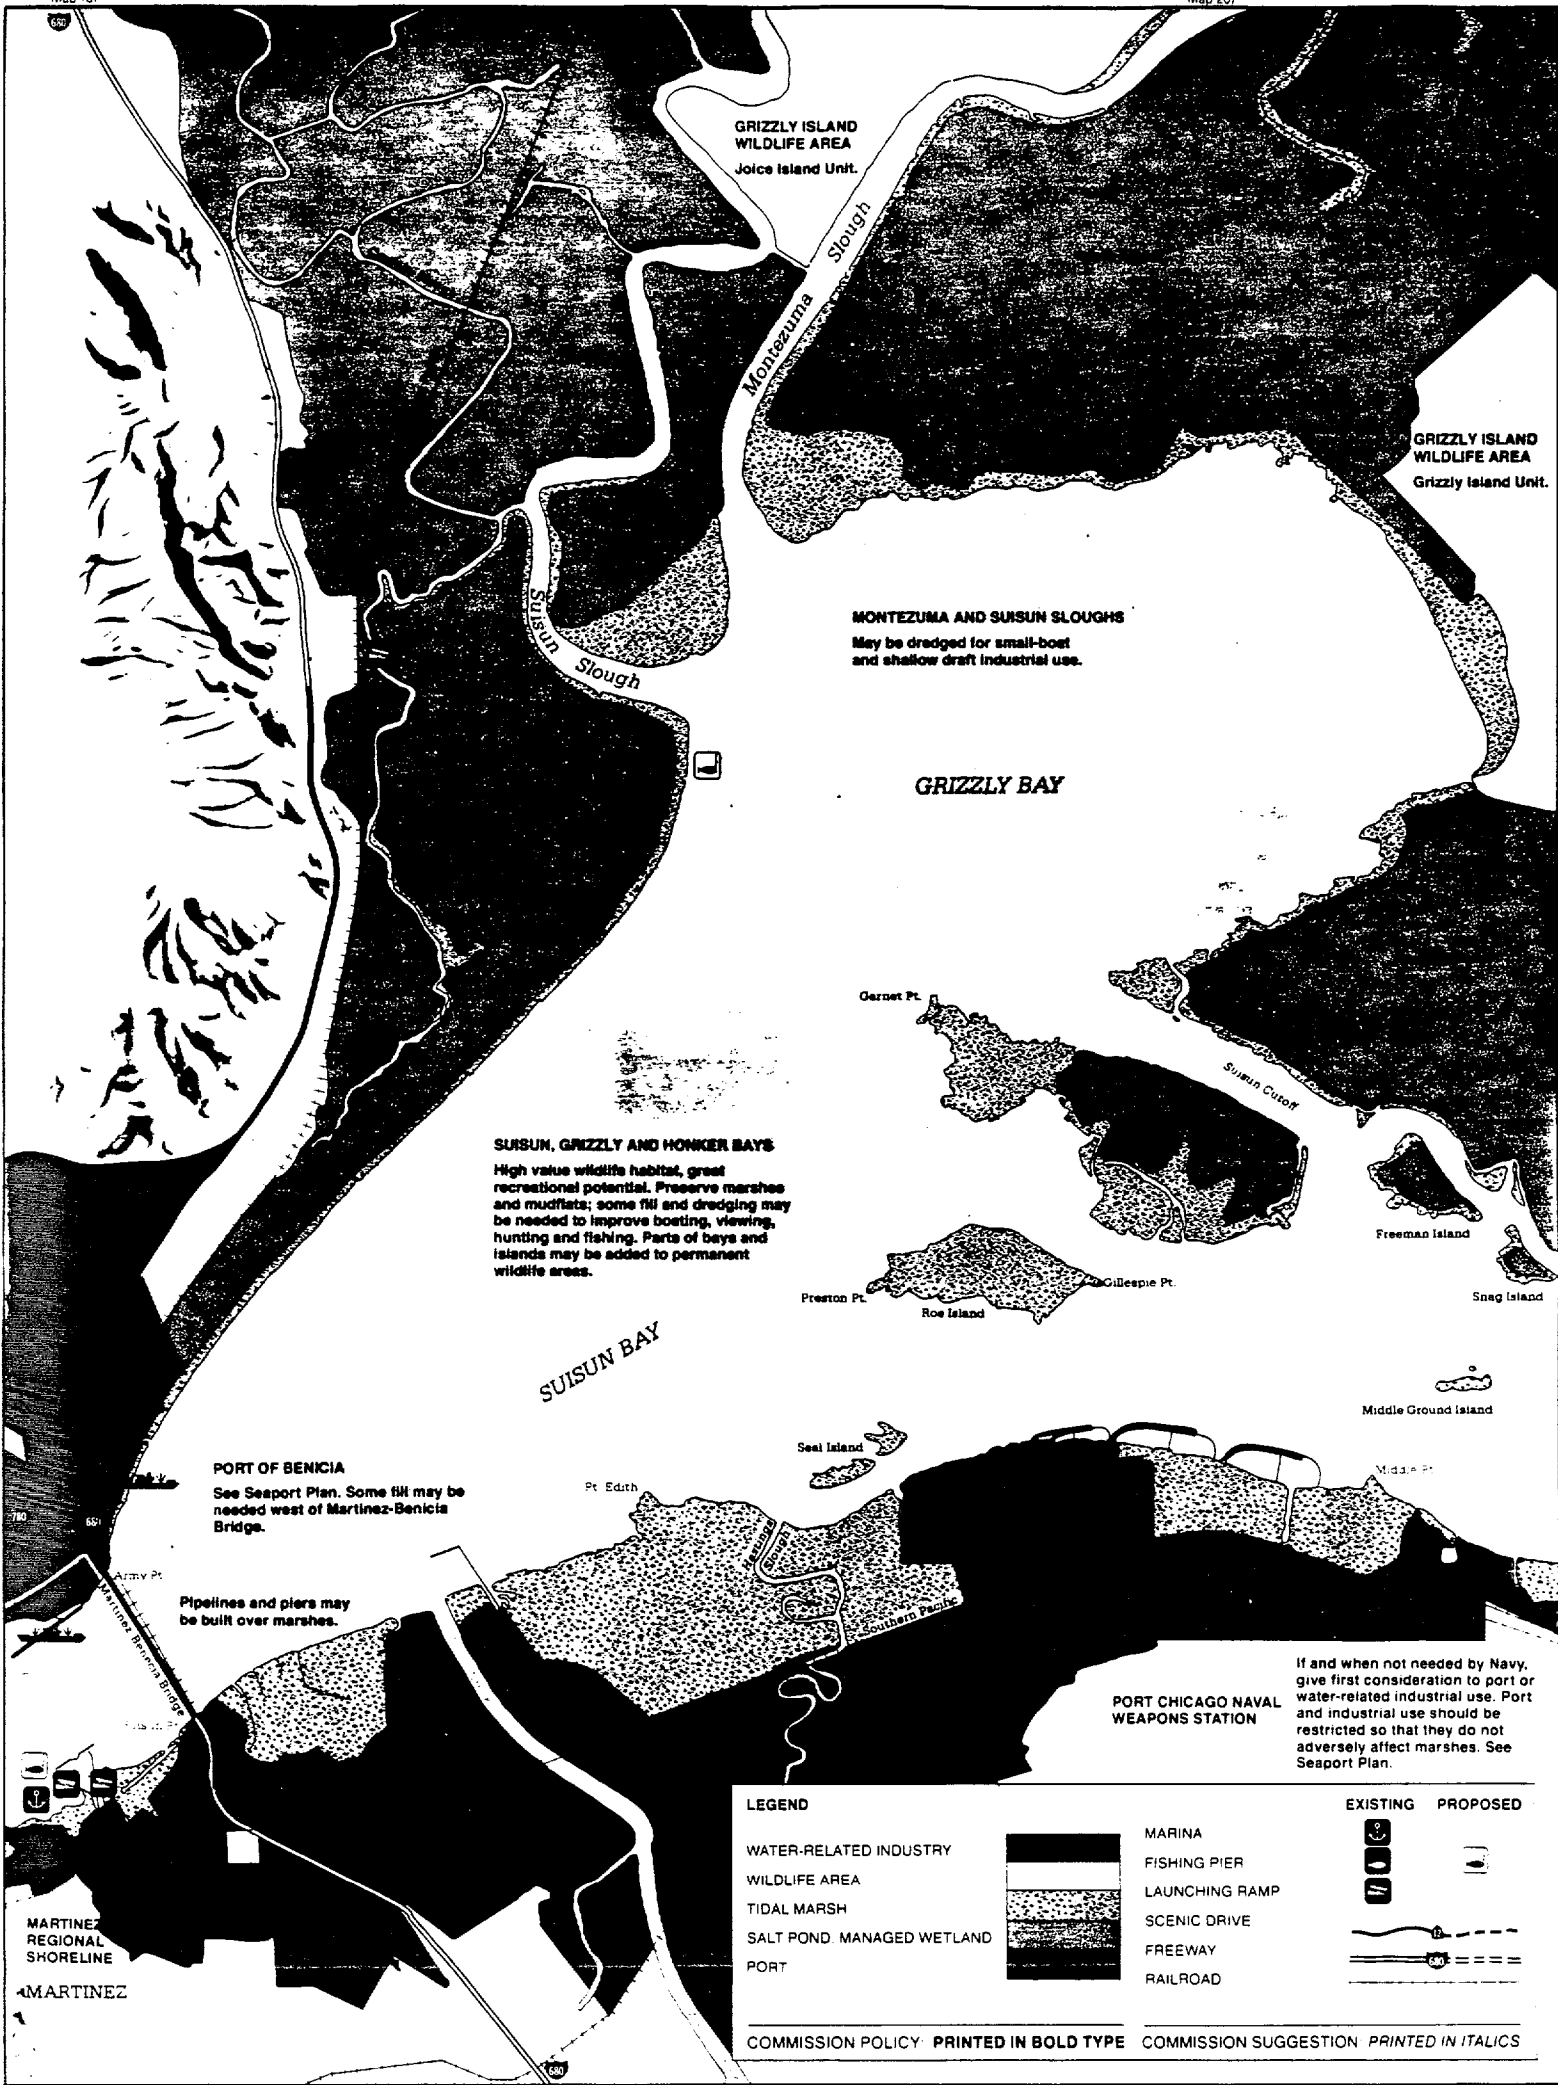 680
Map 207
GRIZZLY ISLAND
WILDLIFE AREA
Joice Island Unit.
Montezuma Slough
GRIZZLY ISLAND
WILDLIFE AREA
Grizzly Island Unit.
Suisun Slough
MONTEZUMA AND SUISUN SLOUGHS
May be dredged for small-boat
and shallow draft industrial use.
GRIZZLY BAY
Garnet Pt.
Suisun Cutoff
SUISUN, GRIZZLY AND HONKER BAYS
High value wildlife habitat, great
recreational potential. Preserve marshes
and mudflats; some fill and dredging may
be needed to improve boating, viewing,
hunting and fishing. Parts of bays and
islands may be added to permanent
wildlife areas.
Freeman Island
Snag Island
Preston Pt.
Gillespie Pt.
Roe Island
SUISUN BAY
Middle Ground Island
Seal Island
Middle Pt.
Pt. Edith
PORT OF BENICIA
See Seaport Plan. Some fill may be
needed west of Martinez-Benicia
Bridge.
780
680
Army Pt.
Martinez Benicia Bridge
Pipelines and piers may
be built over marshes.
Southern Pacific
PORT CHICAGO NAVAL
WEAPONS STATION
If and when not needed by Navy,
give first consideration to port or
water-related industrial use. Port
and industrial use should be
restricted so that they do not
adversely affect marshes. See
Seaport Plan.
MARTINEZ
REGIONAL
SHORELINE
MARTINEZ
680
LEGEND
WATER-RELATED INDUSTRY
WILDLIFE AREA
TIDAL MARSH
SALT POND. MANAGED WETLAND
PORT
EXISTING PROPOSED
MARINA
FISHING PIER
LAUNCHING RAMP
SCENIC DRIVE
12
FREEWAY
680
RAILROAD
COMMISSION POLICY: PRINTED IN BOLD TYPE
COMMISSION SUGGESTION: PRINTED IN ITALICS